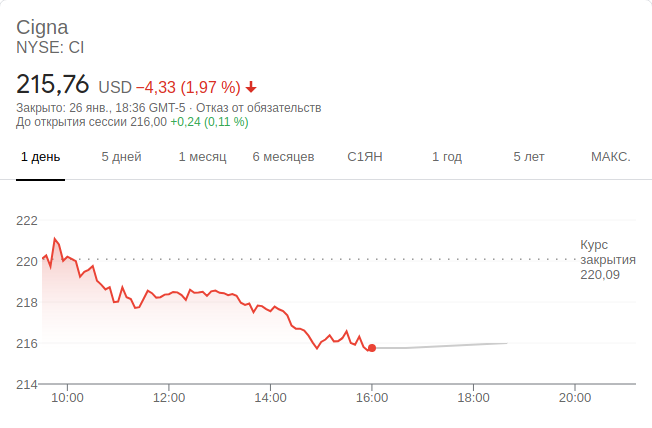 Cigna
NYSE: CI
215,76 USD −4,33 (1,97 %)
Закрыто: 26 янв., 18:36 GMT-5 · Отказ от обязательств
До открытия сессии 216,00 +0,24 (0,11 %)
1 день 5 дней 1 месяц 6 месяцев С1ЯН 1 год 5 лет МАКС.
222
220
218
216
214
Курс
закрытия
220,09
10:00 12:00 14:00 16:00 18:00 20:00